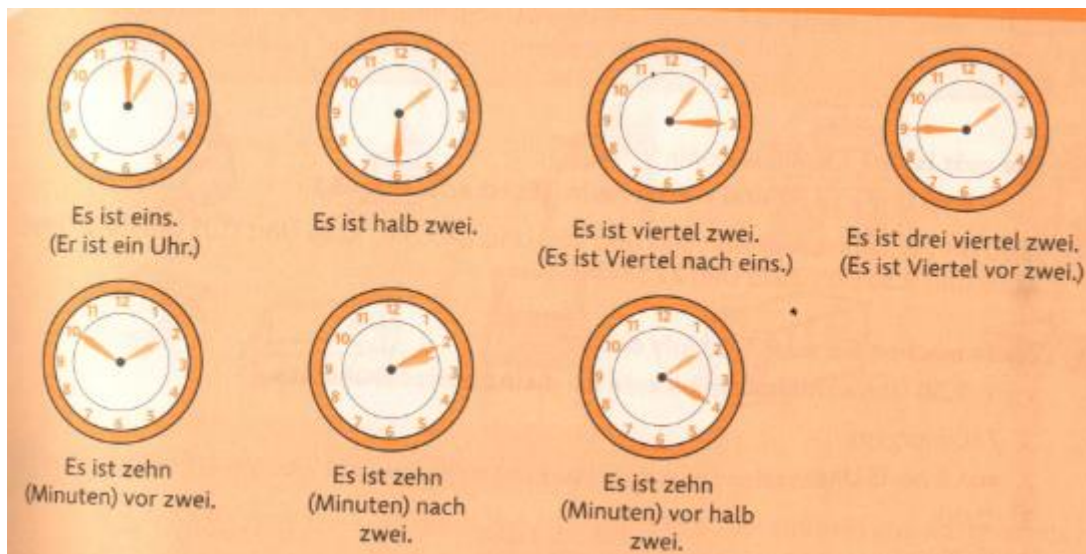 Es ist eins.
(Er ist ein Uhr.)
Es ist halb zwei.
Es ist viertel zwei.
(Es ist Viertel nach eins.)
Es ist drei viertel zwei.
(Es ist Viertel vor zwei.)
Es ist zehn
(Minuten) vor zwei.
Es ist zehn
(Minuten) nach
zwei.
Es ist zehn
(Minuten) vor halb
zwei.